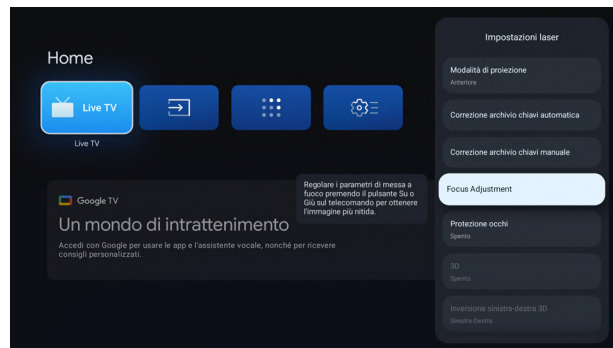 Home
Live TV
Live TV
Google TV
Un mondo di intrattenimento
Accedi con Google per usare le app e l'assistente vocale, nonché per ricevere
consigli personalizzati.
Regolare i parametri di messa a
fuoco premendo il pulsante Su o
Giù sul telecomando per ottenere
l'immagine più nitida.
Impostazioni laser
Modalità di proiezione
Anteriore
Correzione archivio chiavi automatica
Correzione archivio chiavi manuale
Focus Adjustment
Protezione occhi
Spento
3D
Spento
Inversione sinistra-destra 3D
Sinistra-Destra